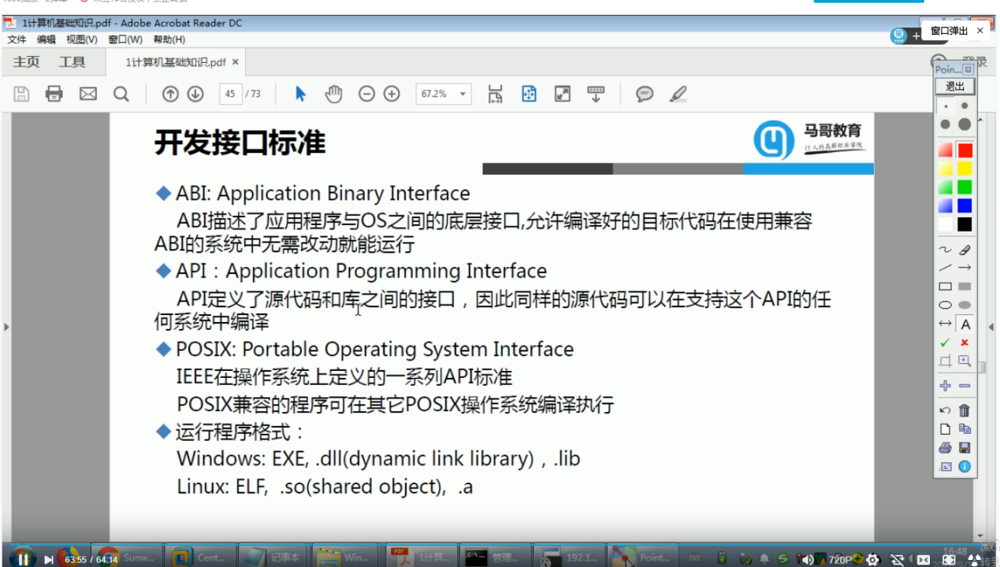 1计算机基础知识.pdf - Adobe Acrobat Reader DC
窗口弹出 ×
文件 编辑 视图(V) 窗口(W) 帮助(H)
主页 工具 1计算机基础知识.pdf × 登录
Poin...
退出
45 / 73 67.2%
开发接口标准
马哥教育
IT人的高薪职业学院
ABI: Application Binary Interface
ABI描述了应用程序与OS之间的底层接口,允许编译好的目标代码在使用兼容
ABI的系统中无需改动就能运行
API：Application Programming Interface
API定义了源代码和库之间的接口，因此同样的源代码可以在支持这个API的任
何系统中编译
POSIX: Portable Operating System Interface
IEEE在操作系统上定义的一系列API标准
POSIX兼容的程序可在其它POSIX操作系统编译执行
运行程序格式：
Windows: EXE, .dll(dynamic link library)，.lib
Linux: ELF, .so(shared object), .a
A
63:55 / 64:14 Sunw... Cent... 记事本 Win... 1计算... 管理... 192.1... Point... 720P 16:48